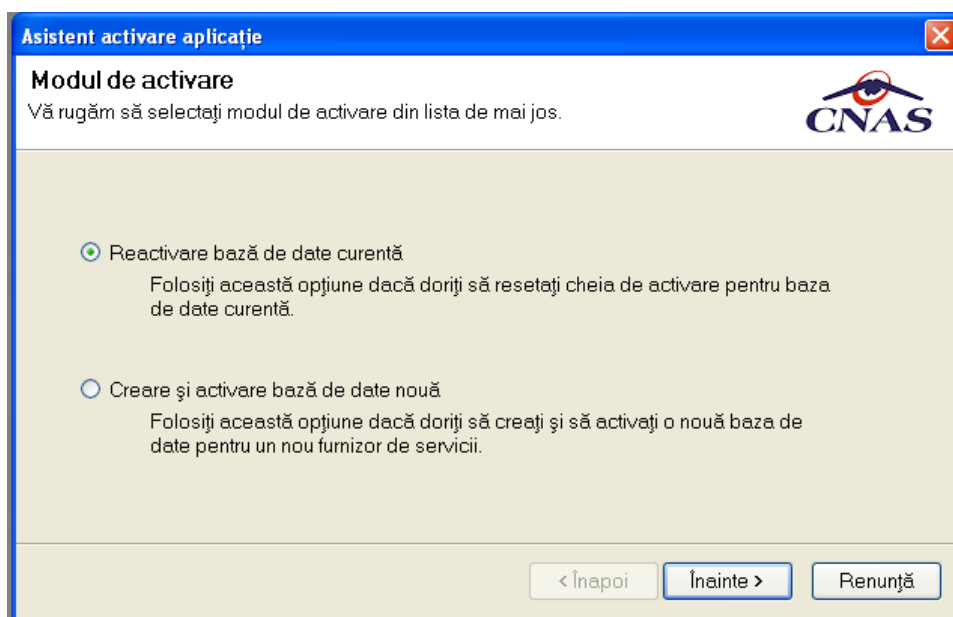 Asistent activare aplicație
Modul de activare
Vă rugăm să selectați modul de activare din lista de mai jos.
CNAS
Reactivare bază de date curentă
Folosiţi această opţiune dacă doriţi să resetaţi cheia de activare pentru baza
de date curentă.
Creare şi activare bază de date nouă
Folosiţi această opţiune dacă doriţi să creaţi şi să activaţi o nouă baza de
date pentru un nou furnizor de servicii.
< Înapoi
Înainte >
Renunţă